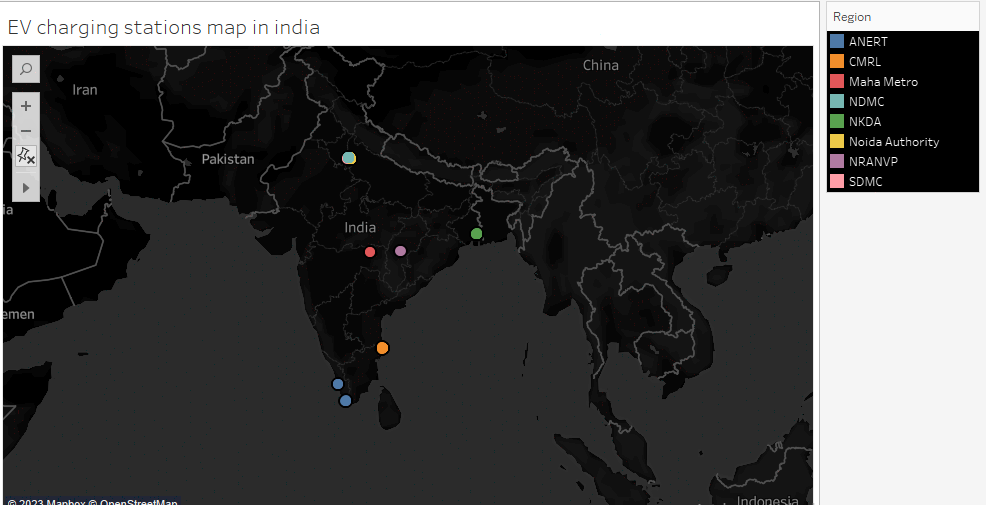 EV charging stations map in india
Region
ANERT
CMRL
Maha Metro
NDMC
NKDA
Noida Authority
NRANVP
SDMC
China
Iran
Pakistan
ia
India
emen
Indonesia
© 2023 Mapbox © OpenStreetMap